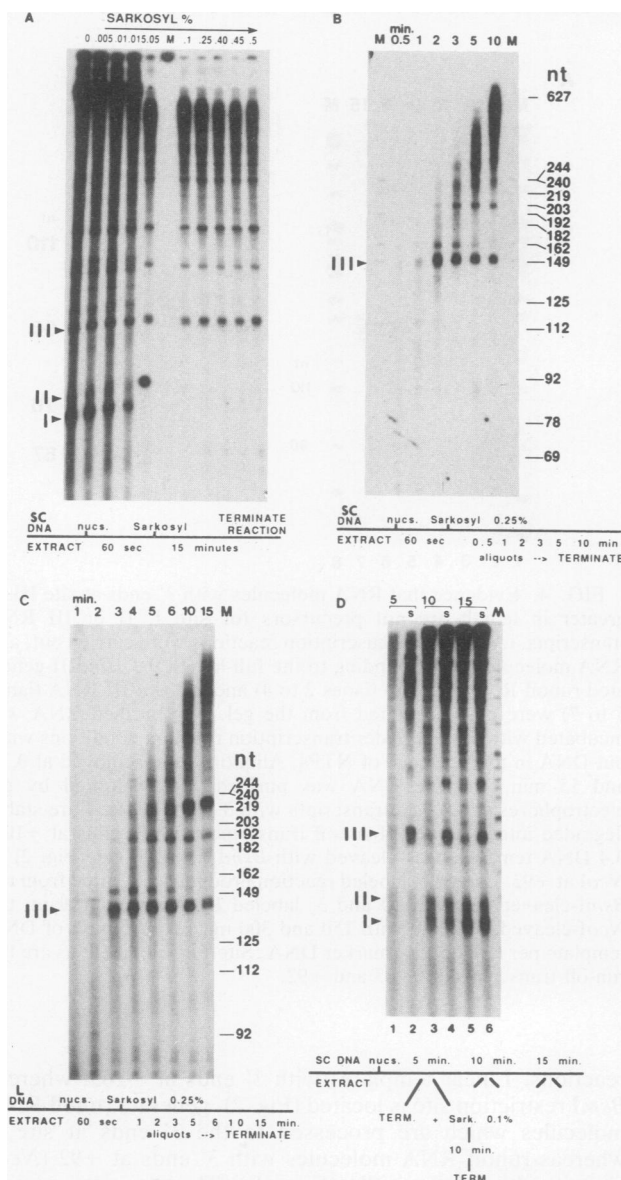 A
SARKOSYL %
0 .005 .01 .015 .05 M .1 .25 .40 .45 .5
III
II
I
SC
DNA nucs. Sarkosyl TERMINATE
REACTION
EXTRACT 60 sec 15 minutes
B
min.
M 0.5 1 2 3 5 10 M
nt
627
244
240
219
203
192
182
162
149
125
112
92
78
69
III
SC
DNA nucs. Sarkosyl 0.25%
0.5 1 2 3 5 10 min
EXTRACT 60 sec aliquots --> TERMINATE
C
min.
1 2 3 4 5 6 10 15 M
nt
244
240
219
203
192
182
162
149
125
112
92
III
L
DNA nucs. Sarkosyl 0.25%
EXTRACT 60 sec 1 2 3 5 6 10 15 min.
aliquots -> TERMINATE
D
5 10 15 M
s s s
III
II
I
1 2 3 4 5 6
SC DNA nucs. 5 min. 10 min. 15 min.
EXTRACT
TERM. Sark. 0.1%
10
min.
TERM.